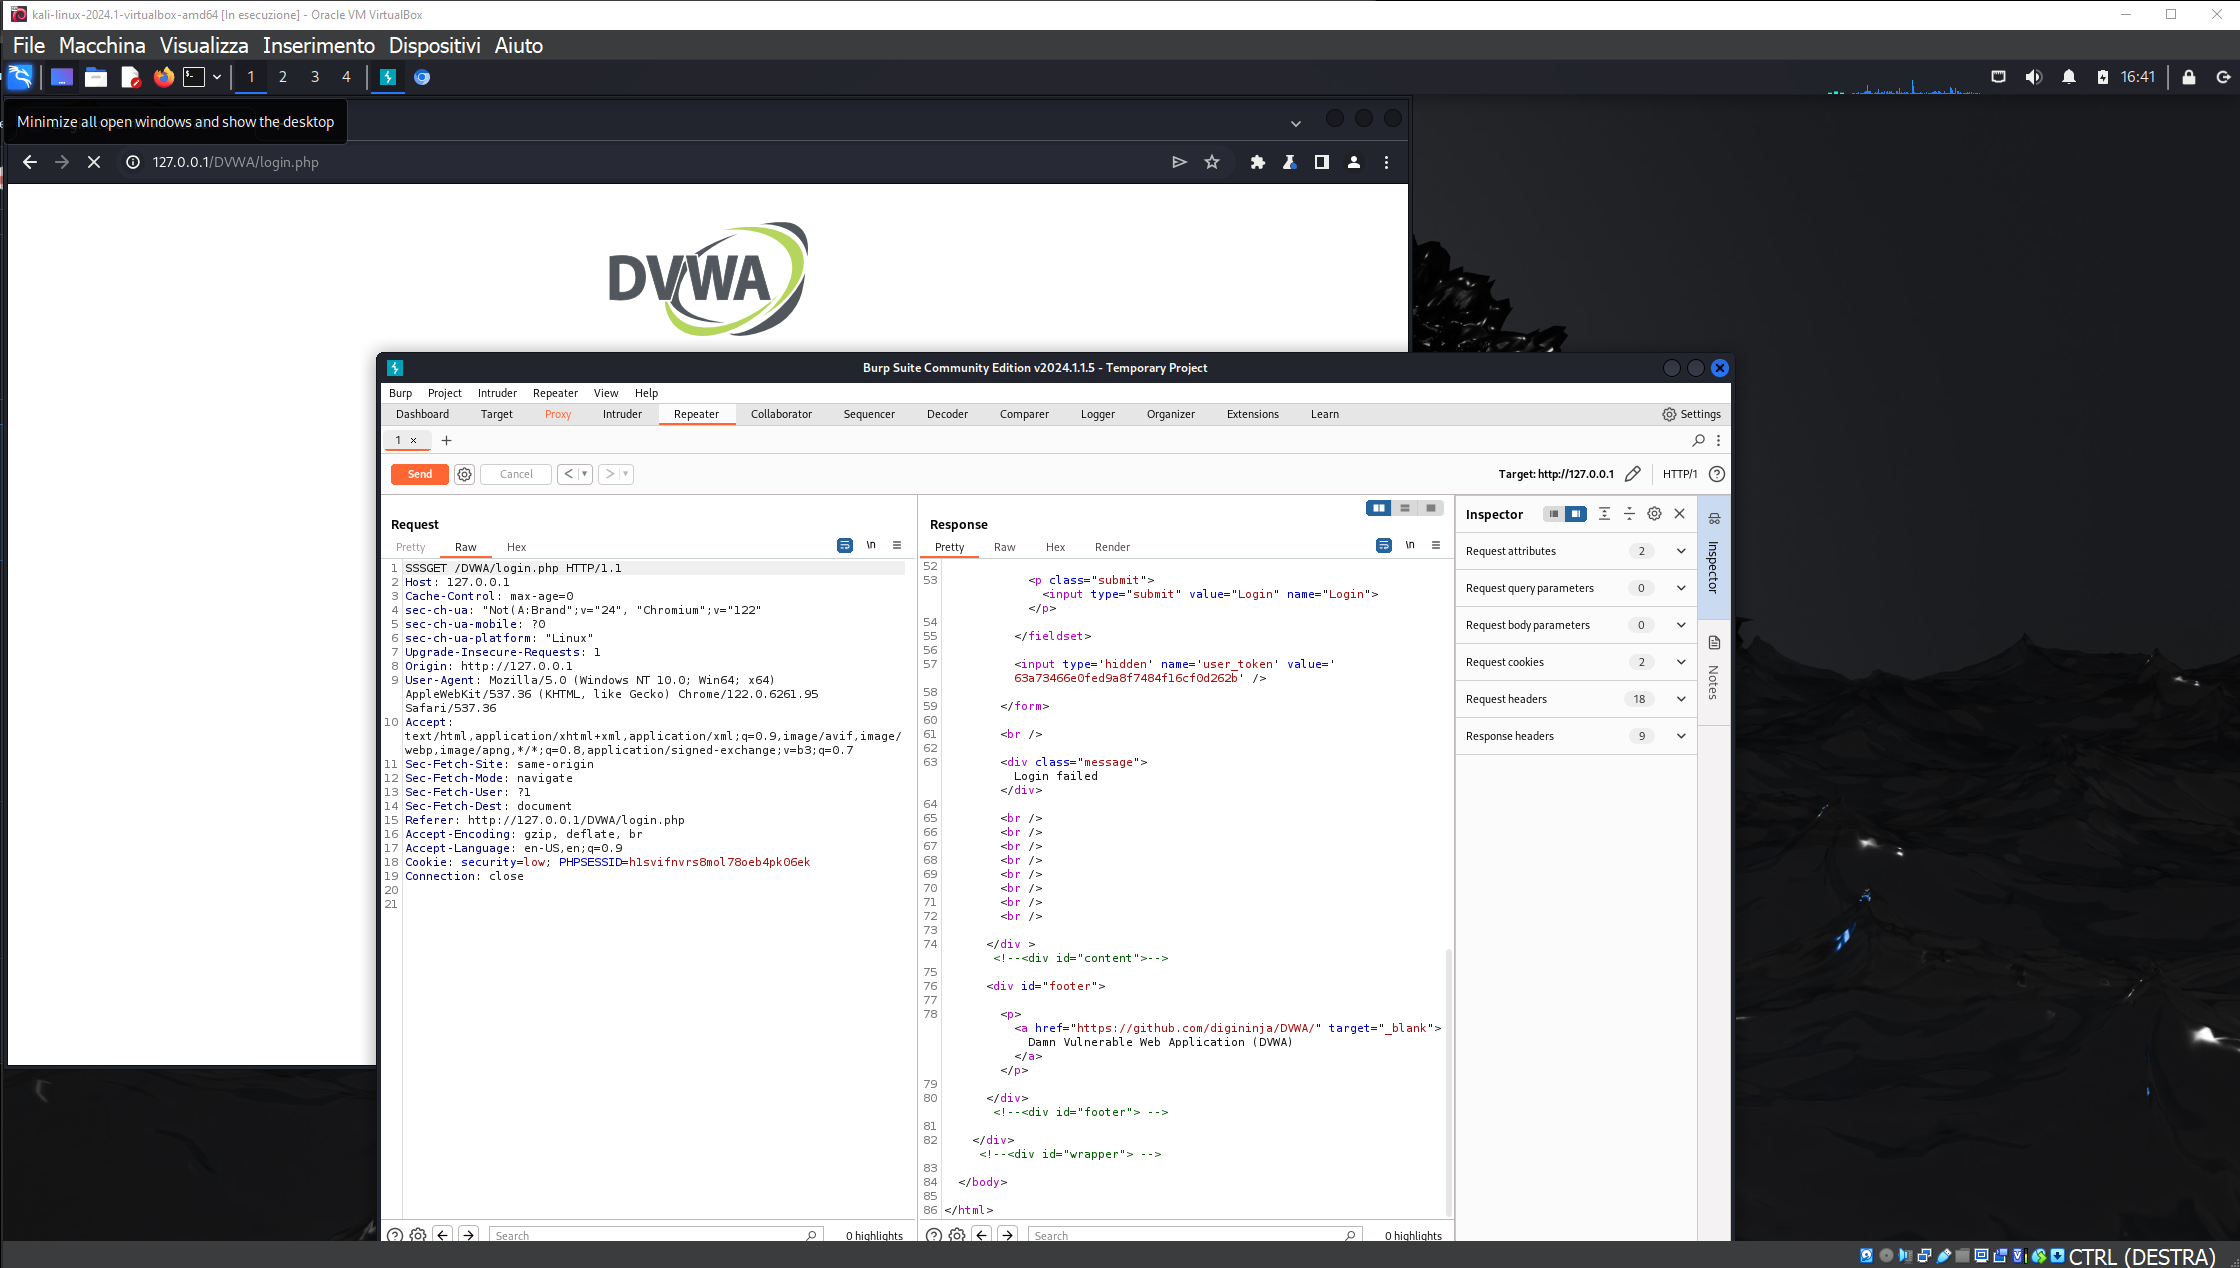 kali-linux-2024.1-virtualbox-amd64 [In esecuzione] - Oracle VM VirtualBox
File Macchina Visualizza Inserimento Dispositivi Aiuto
1 2 3 4 16:41
Minimize all open windows and show the desktop
127.0.0.1/DVWA/login.php
DVWA
Burp Suite Community Edition v2024.1.1.5 - Temporary Project
Burp Project Intruder Repeater View Help
Dashboard Target Proxy Intruder Repeater Collaborator Sequencer Decoder Comparer Logger Organizer Extensions Learn Settings
1 × +
Send Cancel < > Target: http://127.0.0.1 HTTP/1 ?
Request
Pretty Raw Hex \n
1 SSSGET /DVWA/login.php HTTP/1.1
2 Host: 127.0.0.1
3 Cache-Control: max-age=0
4 sec-ch-ua: "Not(A:Brand";v="24", "Chromium";v="122"
5 sec-ch-ua-mobile: ?0
6 sec-ch-ua-platform: "Linux"
7 Upgrade-Insecure-Requests: 1
8 Origin: http://127.0.0.1
9 User-Agent: Mozilla/5.0 (Windows NT 10.0; Win64; x64)
AppleWebKit/537.36 (KHTML, like Gecko) Chrome/122.0.6261.95
Safari/537.36
10 Accept:
text/html,application/xhtml+xml,application/xml;q=0.9,image/avif,image/
webp,image/apng,*/*;q=0.8,application/signed-exchange;v=b3;q=0.7
11 Sec-Fetch-Site: same-origin
12 Sec-Fetch-Mode: navigate
13 Sec-Fetch-User: ?1
14 Sec-Fetch-Dest: document
15 Referer: http://127.0.0.1/DVWA/login.php
16 Accept-Encoding: gzip, deflate, br
17 Accept-Language: en-US,en;q=0.9
18 Cookie: security=low; PHPSESSID=h1svifnvrs8mol78oeb4pk06ek
19 Connection: close
20
21
Search 0 highlights
Response
Pretty Raw Hex Render \n
52
53 <p class="submit">
<input type="submit" value="Login" name="Login">
</p>
54
55 </fieldset>
56
57 <input type='hidden' name='user_token' value='
63a73466e0fed9a8f7484f16cf0d262b' />
58
59 </form>
60
61 <br />
62
63 <div class="message">
Login failed
</div>
64
65 <br />
66 <br />
67 <br />
68 <br />
69 <br />
70 <br />
71 <br />
72 <br />
73
74 </div >
<!--<div id="content">-->
75
76 <div id="footer">
77
78 <p>
<a href="https://github.com/digininja/DVWA/" target="_blank">
Damn Vulnerable Web Application (DVWA)
</a>
</p>
79
80 </div>
<!--<div id="footer"> -->
81
82 </div>
<!--<div id="wrapper"> -->
83
84 </body>
85
86 </html>
Search 0 highlights
Inspector
Request attributes 2
Request query parameters 0
Request body parameters 0
Request cookies 2
Request headers 18
Response headers 9
Inspector
Notes
CTRL (DESTRA)